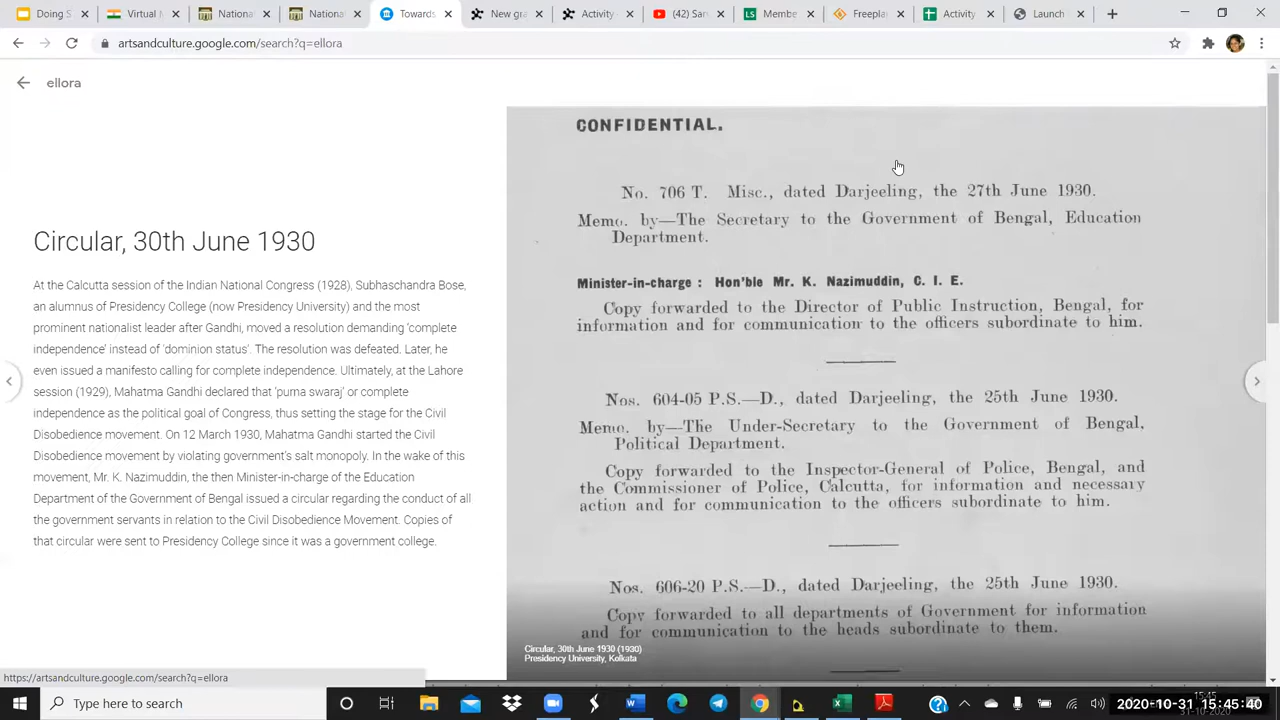 Doing S
Virtual
National
National
Towards
New gra
Activity
(42) Sar
Membe
Freeplar
Activity
Launch
artsandculture.google.com/search?q=ellora
ellora
Circular, 30th June 1930
At the Calcutta session of the Indian National Congress (1928), Subhaschandra Bose,
an alumnus of Presidency College (now Presidency University) and the most
prominent nationalist leader after Gandhi, moved a resolution demanding 'complete
independence' instead of 'dominion status'. The resolution was defeated. Later, he
even issued a manifesto calling for complete independence. Ultimately, at the Lahore
session (1929), Mahatma Gandhi declared that 'purna swaraj' or complete
independence as the political goal of Congress, thus setting the stage for the Civil
Disobedience movement. On 12 March 1930, Mahatma Gandhi started the Civil
Disobedience movement by violating government's salt monopoly. In the wake of this
movement, Mr. K. Nazimuddin, the then Minister-in-charge of the Education
Department of the Government of Bengal issued a circular regarding the conduct of all
the government servants in relation to the Civil Disobedience Movement. Copies of
that circular were sent to Presidency College since it was a government college.
CONFIDENTIAL.
No. 706 T. Misc., dated Darjeeling, the 27th June 1930.
Memo. by—The Secretary to the Government of Bengal, Education
Department.
Minister-in-charge : Hon'ble Mr. K. Nazimuddin, C. I. E.
Copy forwarded to the Director of Public Instruction, Bengal, for
information and for communication to the officers subordinate to him.
Nos. 604-05 P.S.—D., dated Darjeeling, the 25th June 1930.
Memo. by—The Under-Secretary to the Government of Bengal,
Political Department.
Copy forwarded to the Inspector-General of Police, Bengal, and
the Commissioner of Police, Calcutta, for information and necessary
action and for communication to the officers subordinate to him.
Nos. 606-20 P.S.—D., dated Darjeeling, the 25th June 1930.
Copy forwarded to all departments of Government for information
and for communication to the heads subordinate to them.
Circular, 30th June 1930 (1930)
Presidency University, Kolkata
https://artsandculture.google.com/search?q=ellora
Type here to search
15:45
31-10-2020
2020-10-31 15:45:40